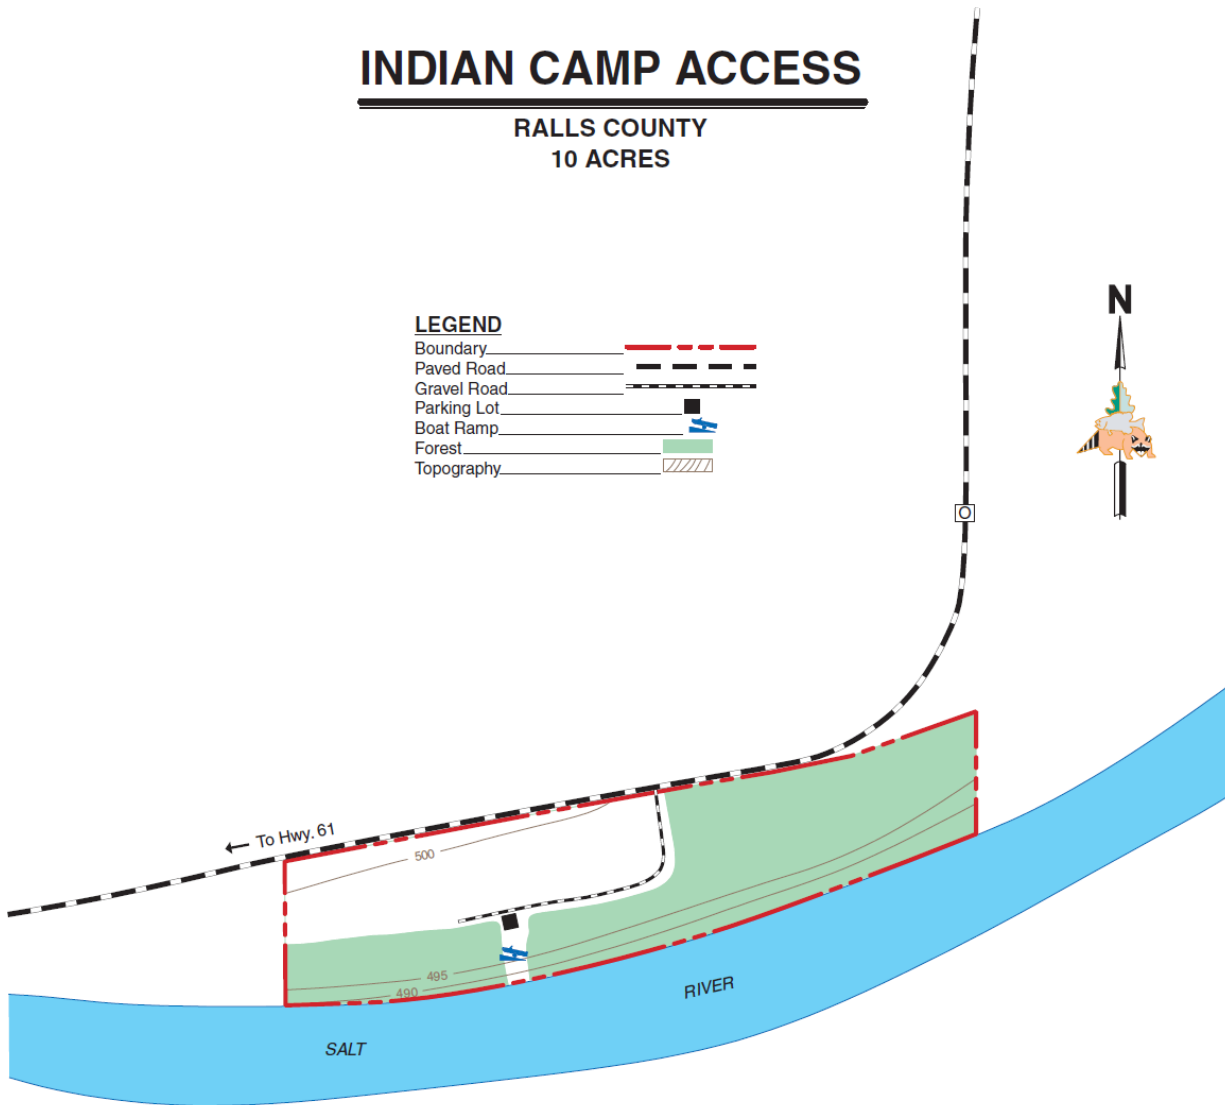 INDIAN CAMP ACCESS
RALLS COUNTY
10 ACRES
N
LEGEND
Boundary
Paved Road
Gravel Road
Parking Lot
Boat Ramp
Forest
Topography
O
To Hwy. 61
500
495
490
RIVER
SALT